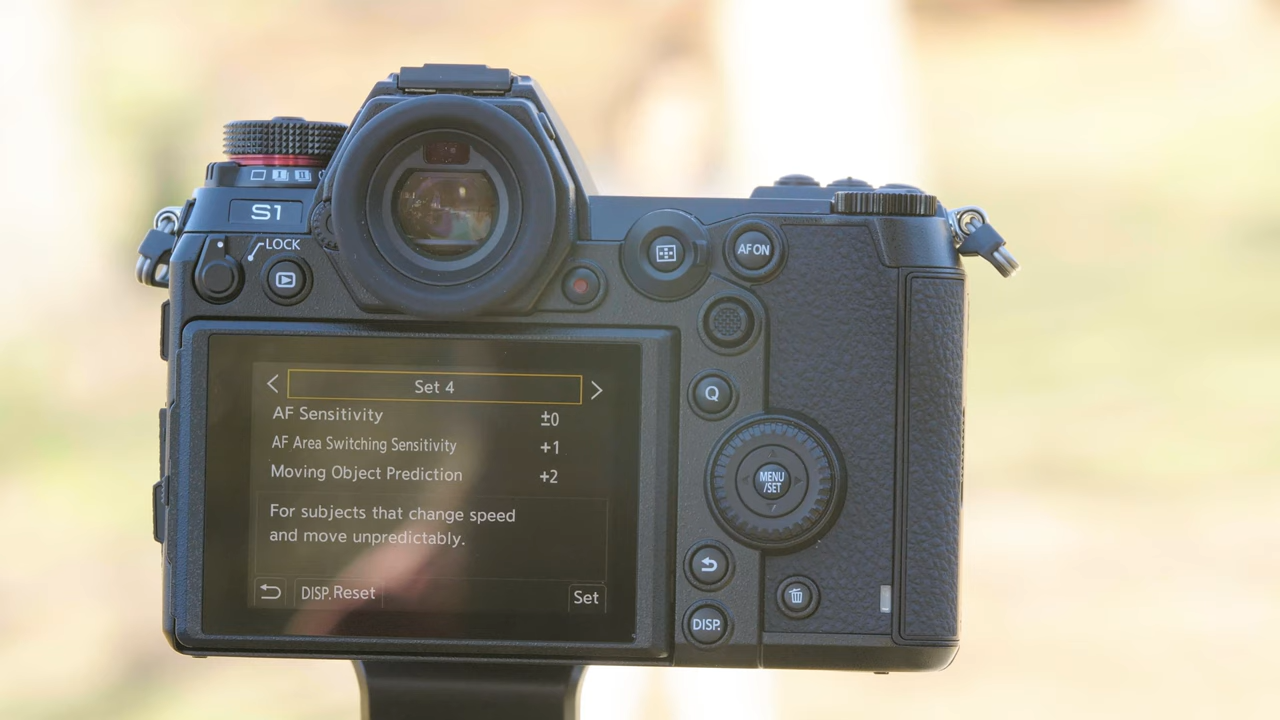 S1
LOCK
AF ON
Q
MENU
/SET
DISP.
Set 4
AF Sensitivity ±0
AF Area Switching Sensitivity +1
Moving Object Prediction +2
For subjects that change speed
and move unpredictably.
DISP. Reset
Set